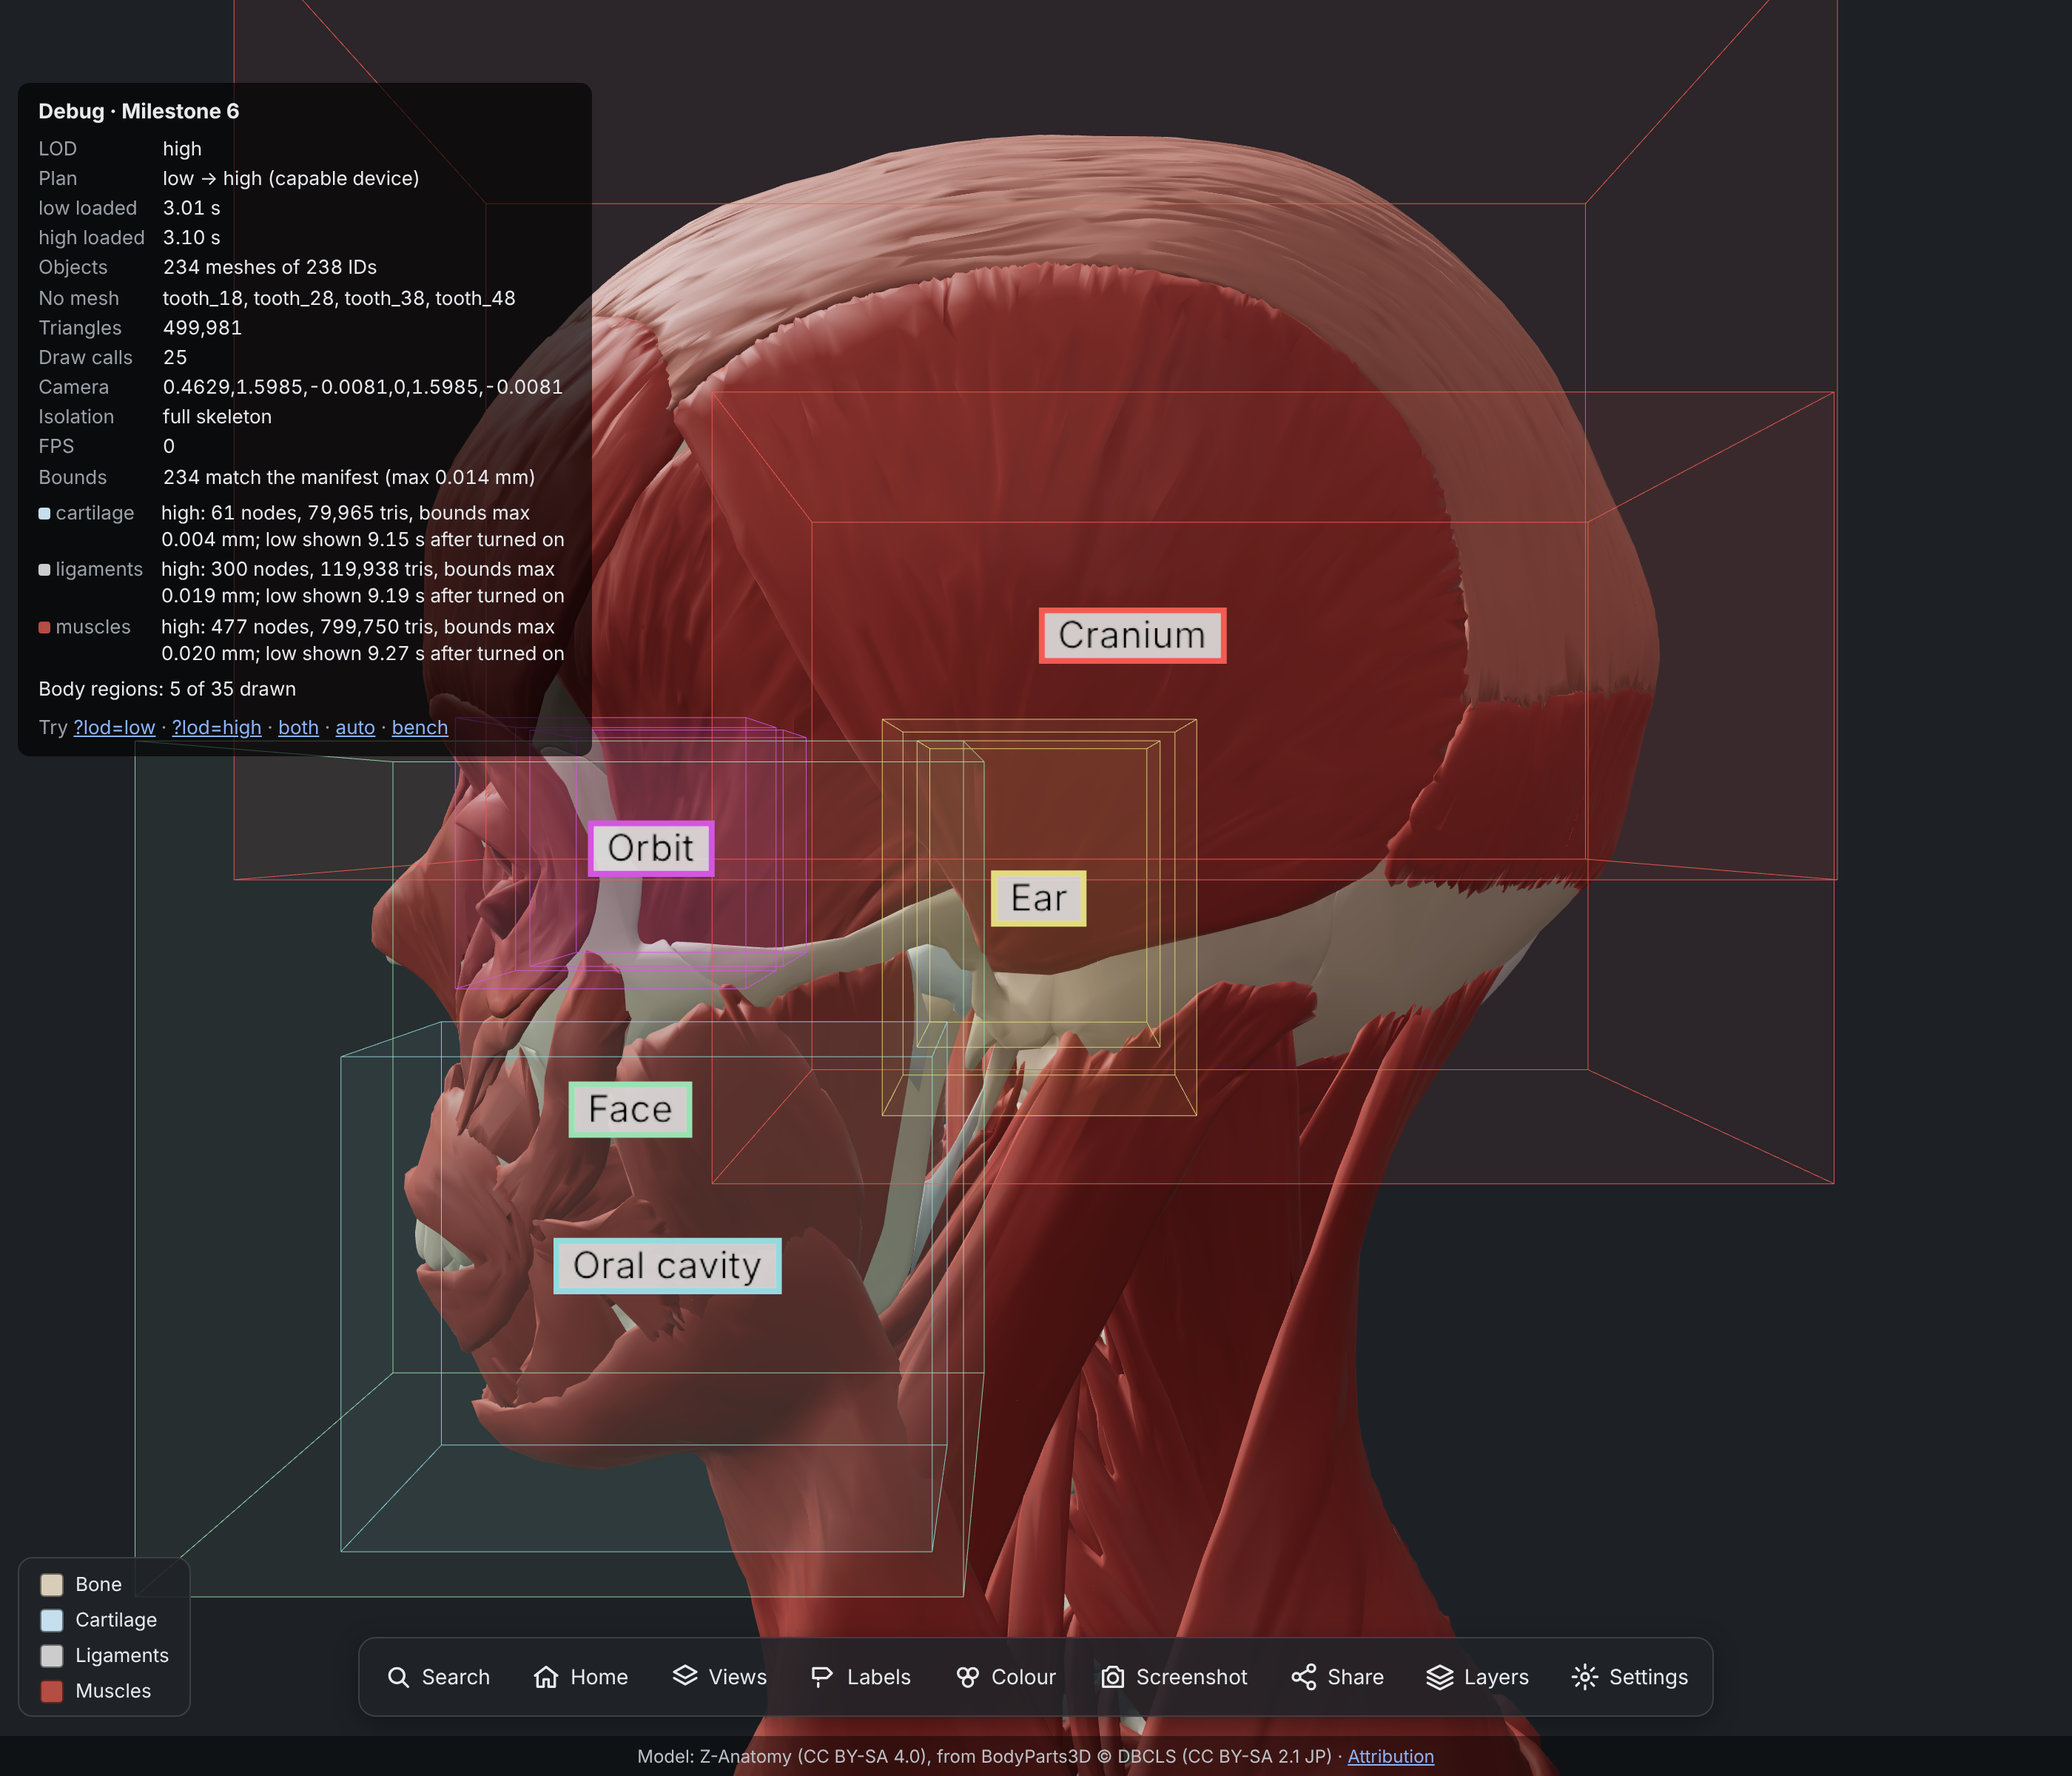 Debug · Milestone 6
LOD high
Plan low → high (capable device)
low loaded 3.01 s
high loaded 3.10 s
Objects 234 meshes of 238 IDs
No mesh tooth_18, tooth_28, tooth_38, tooth_48
Triangles 499,981
Draw calls 25
Camera 0.4629,1.5985,-0.0081,0,1.5985,-0.0081
Isolation full skeleton
FPS 0
Bounds 234 match the manifest (max 0.014 mm)
cartilage high: 61 nodes, 79,965 tris, bounds max
0.004 mm; low shown 9.15 s after turned on
ligaments high: 300 nodes, 119,938 tris, bounds max
0.019 mm; low shown 9.19 s after turned on
muscles high: 477 nodes, 799,750 tris, bounds max
0.020 mm; low shown 9.27 s after turned on
Body regions: 5 of 35 drawn
Try ?lod=low · ?lod=high · both · auto · bench
Cranium
Orbit
Ear
Face
Oral cavity
Bone
Cartilage
Ligaments
Muscles
Search Home Views Labels Colour Screenshot Share Layers Settings
Model: Z-Anatomy (CC BY-SA 4.0), from BodyParts3D © DBCLS (CC BY-SA 2.1 JP) · Attribution